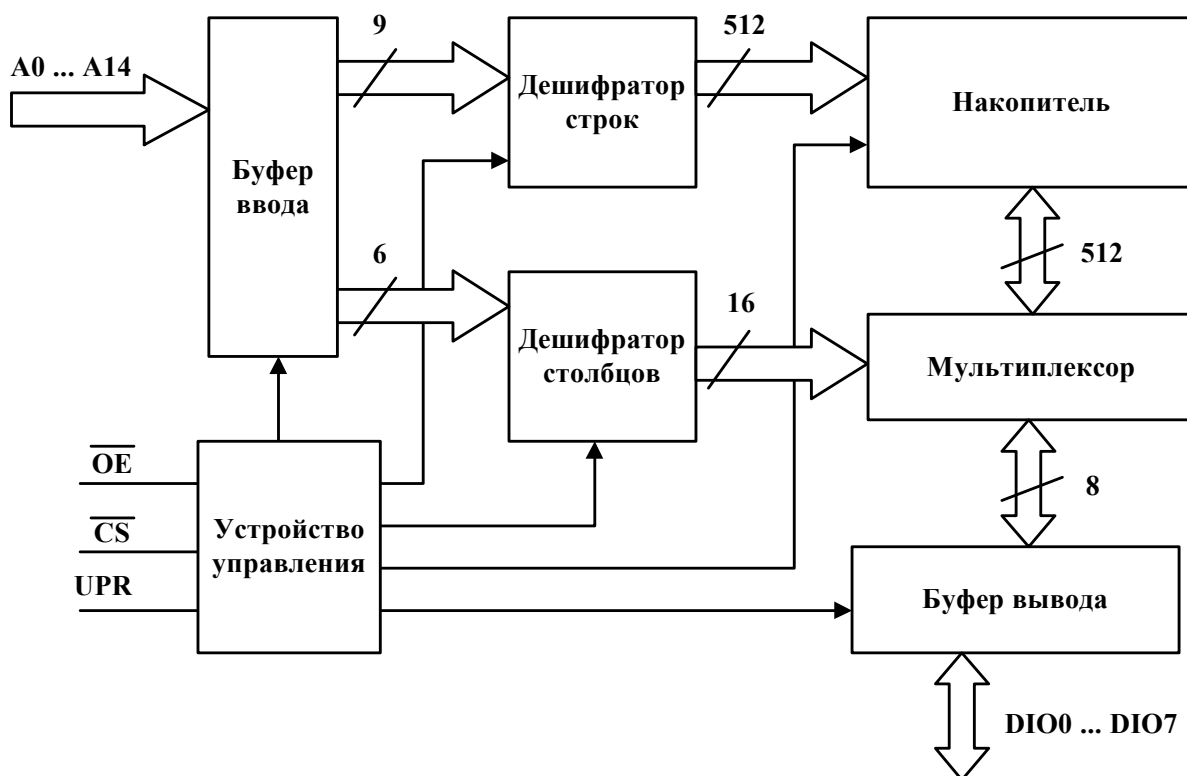 A0 ... A14
9
512
Буфер
ввода
Дешифратор
строк
Накопитель
6
512
Дешифратор
столбцов
16
Мультиплексор
OE
CS
UPR
Устройство
управления
8
Буфер вывода
DIO0 ... DIO7